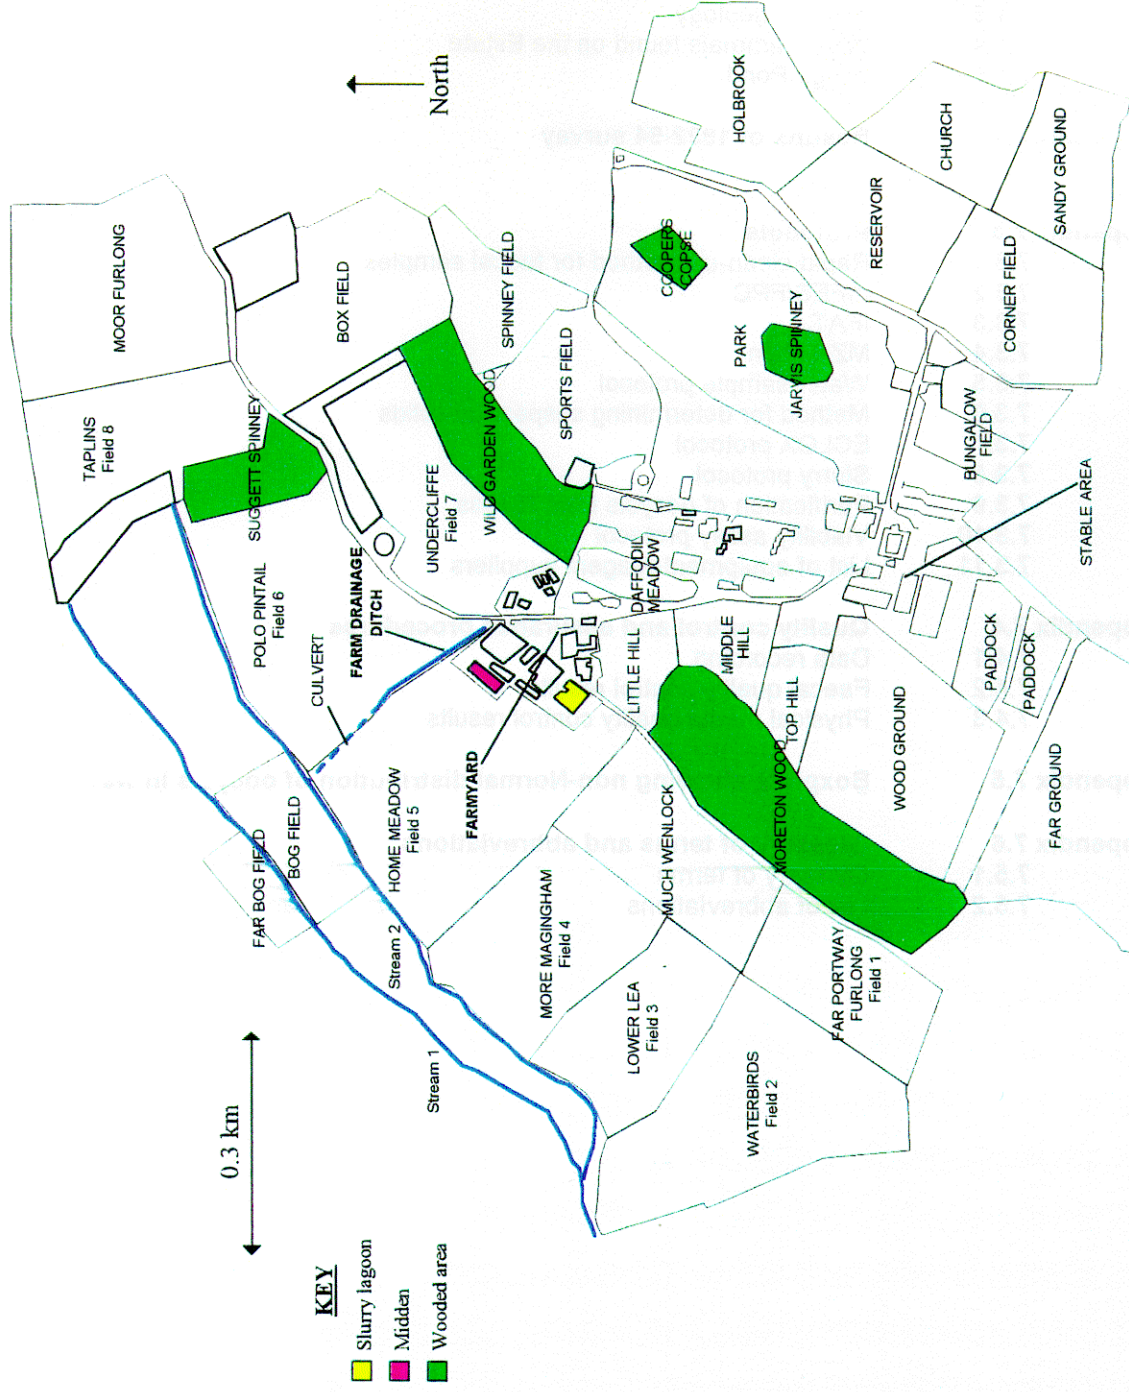 KEY
Slurry lagoon
Midden
Wooded area
0.3 km
North
MOOR FURLONG
TAPLINS
Field 8
SUGGETT SPINNEY
BOX FIELD
POLO PINTAIL
Field 6
CULVERT
FARM DRAINAGE
DITCH
UNDERCLIFFE
Field 7
WILD GARDEN WOOD
SPINNEY FIELD
SPORTS FIELD
FAR BOG FIELD
BOG FIELD
Stream 2
Stream 1
HOME MEADOW
Field 5
FARMYARD
LITTLE HILL
DAFFODIL
MEADOW
COOPERS
COPSE
HOLBROOK
PARK
JARVIS SPINNEY
RESERVOIR
CHURCH
SANDY GROUND
CORNER FIELD
BUNGALOW
FIELD
STABLE AREA
MORE MAGINGHAM
Field 4
MUCH WENLOCK
MIDDLE
HILL
TOP HILL
MORETON WOOD
WOOD GROUND
PADDOCK
PADDOCK
FAR GROUND
LOWER LEA
Field 3
WATERBIRDS
Field 2
FAR PORTWAY
FURLONG
Field 1